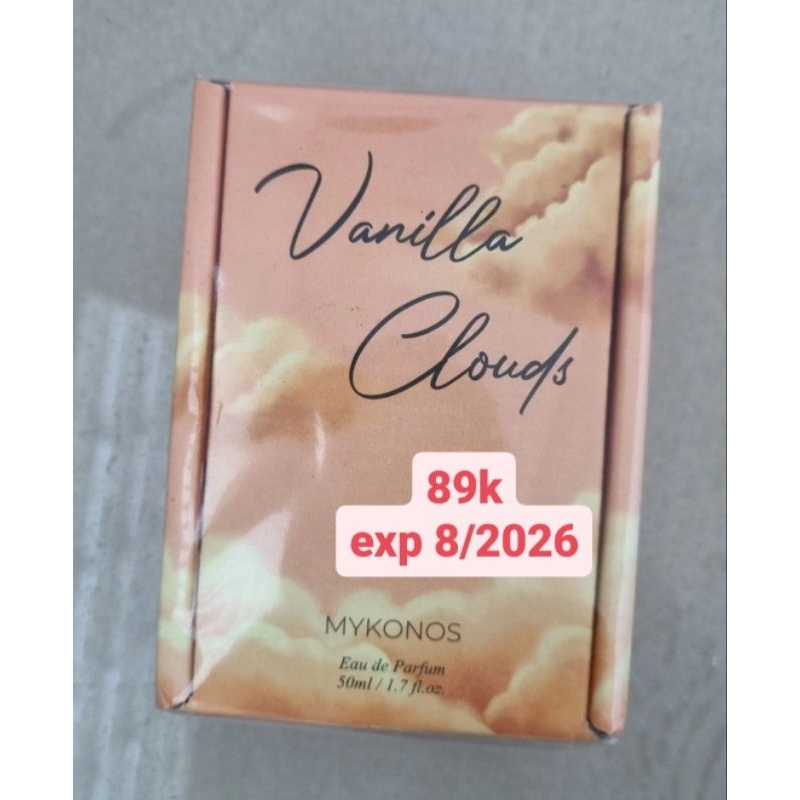 Vanilla
Clouds
89k
exp 8/2026
MYKONOS
Eau de Parfum
50ml / 1.7 fl.oz.